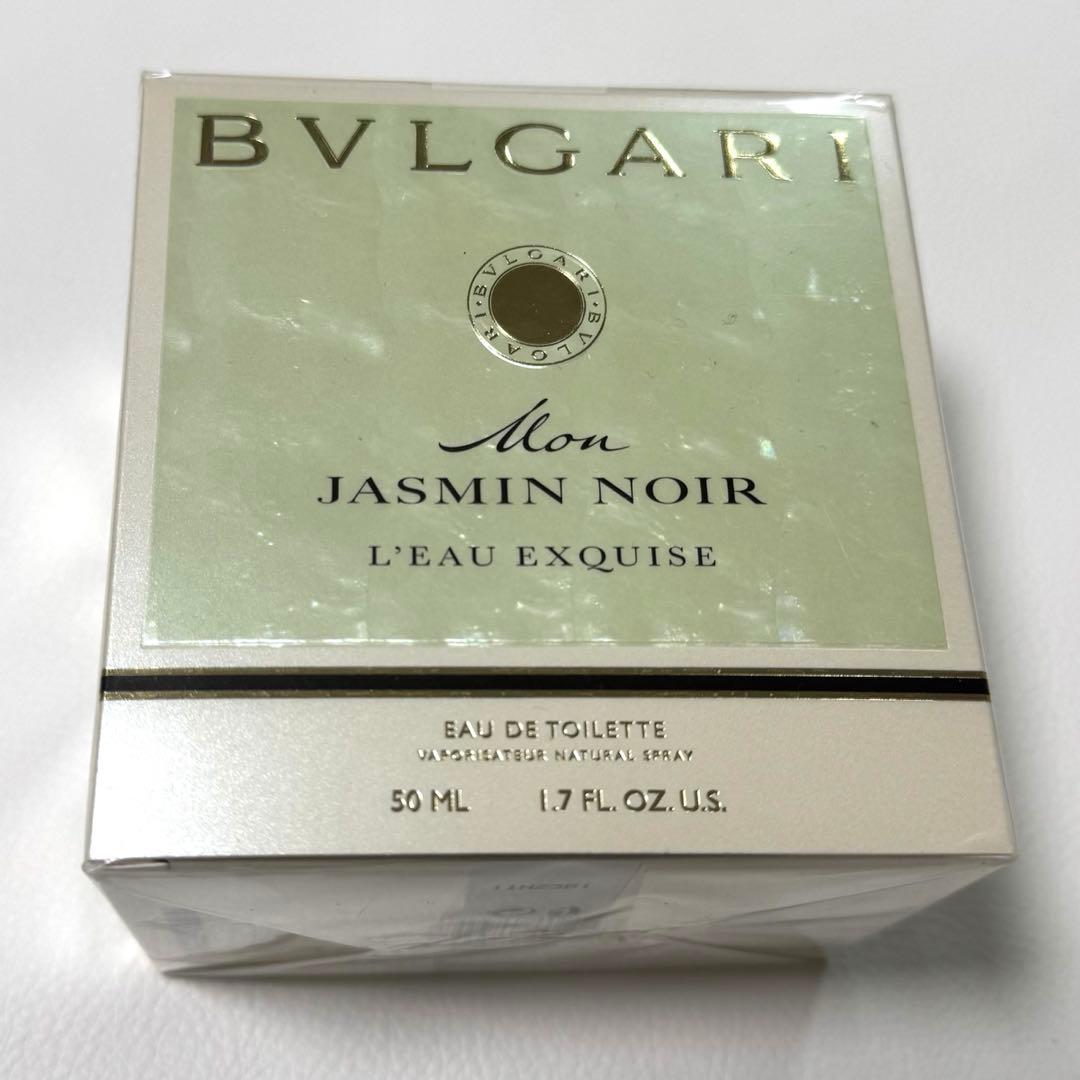 BVLGARI
BVLGARI · BVLGARI ·
Mon
JASMIN NOIR
L'EAU EXQUISE
EAU DE TOILETTE
VAPORISATEUR NATURAL SPRAY
50 ML 1.7 FL. OZ. U.S.